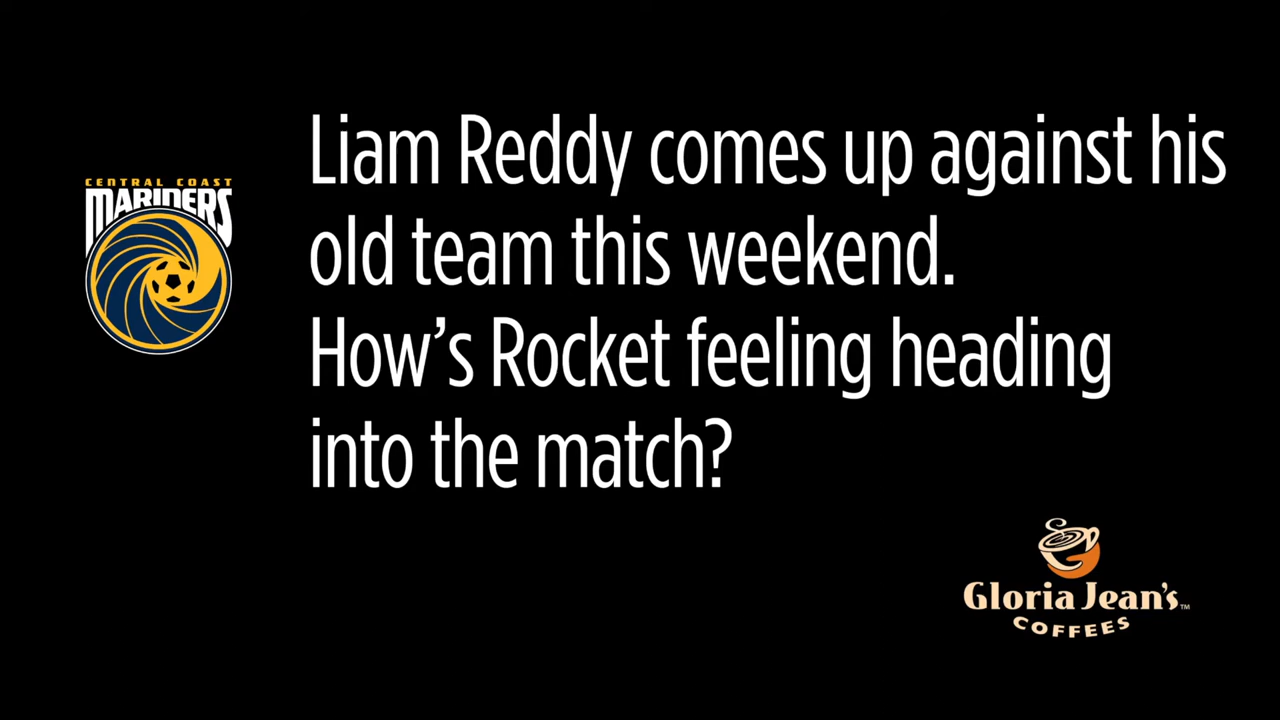 CENTRAL COAST
MARINERS
Liam Reddy comes up against his
old team this weekend.
How's Rocket feeling heading
into the match?
Gloria Jean's™
COFFEES